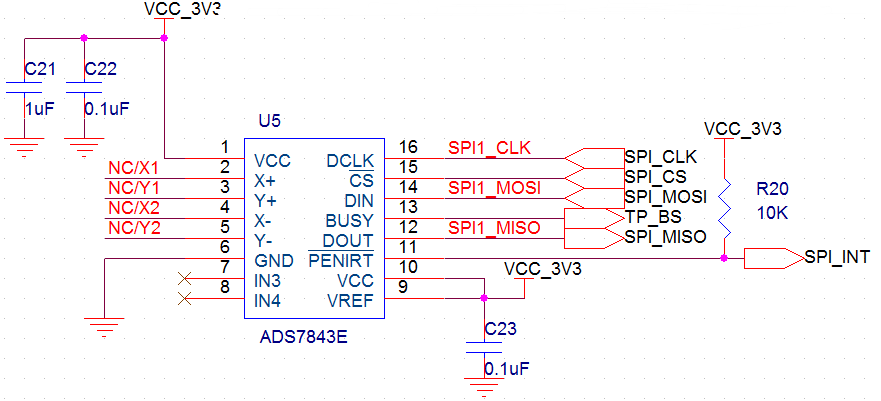 VCC_3V3
C21
C22
1uF
0.1uF
U5
1
VCC
DCLK
16
SPI1_CLK
SPI_CLK
NC/X1
2
X+
CS
15
SPI_CS
NC/Y1
3
Y+
DIN
14
SPI1_MOSI
SPI_MOSI
NC/X2
4
X-
BUSY
13
TP_BS
NC/Y2
5
Y-
DOUT
12
SPI1_MISO
SPI_MISO
6
GND
PENIRT
11
SPI_INT
7
IN3
VCC
10
8
IN4
VREF
9
VCC_3V3
R20
10K
VCC_3V3
ADS7843E
C23
0.1uF